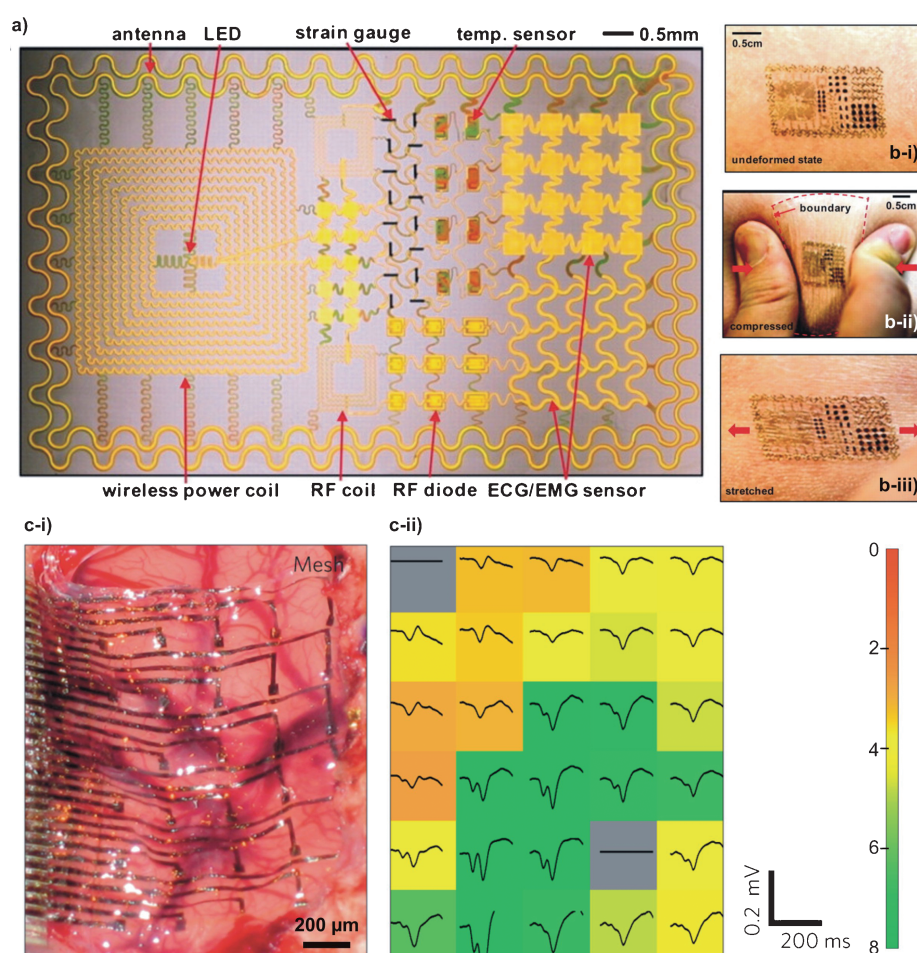 a)
antenna LED strain gauge temp. sensor 0.5mm
wireless power coil RF coil RF diode ECG/EMG sensor
0.5cm
undeformed state
b-i)
boundary
0.5cm
compressed
b-ii)
stretched
b-iii)
c-i)
Mesh
200 µm
c-ii)
0
2
4
6
8
0.2 mV
200 ms